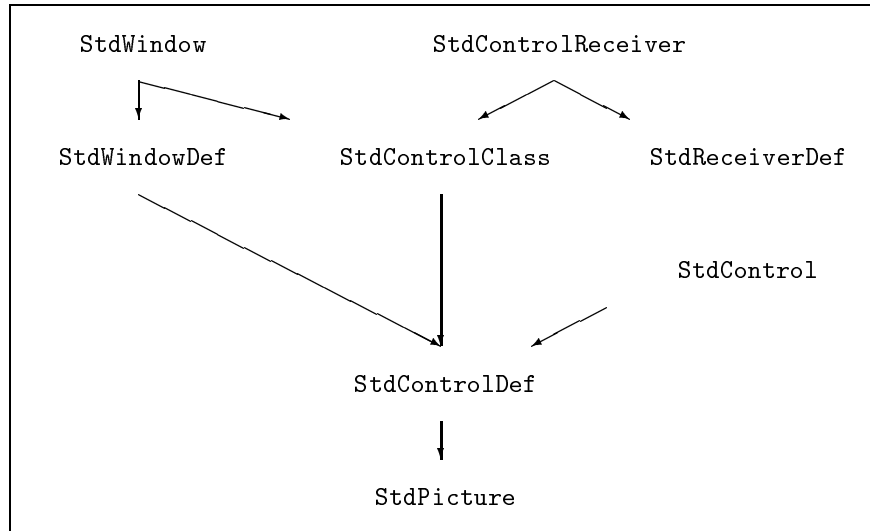 StdWindow StdControlReceiver
StdWindowDef StdControlClass StdReceiverDef
StdControl
StdControlDef
StdPicture